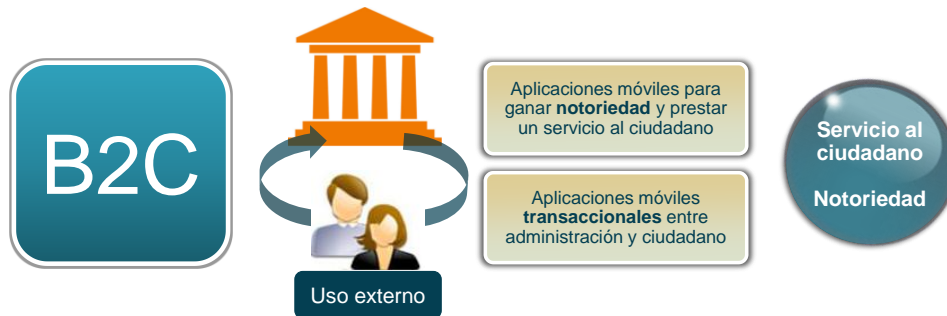 B2C
Uso externo
Aplicaciones móviles para
ganar notoriedad y prestar
un servicio al ciudadano
Aplicaciones móviles
transaccionales entre
administración y ciudadano
Servicio al
ciudadano
Notoriedad